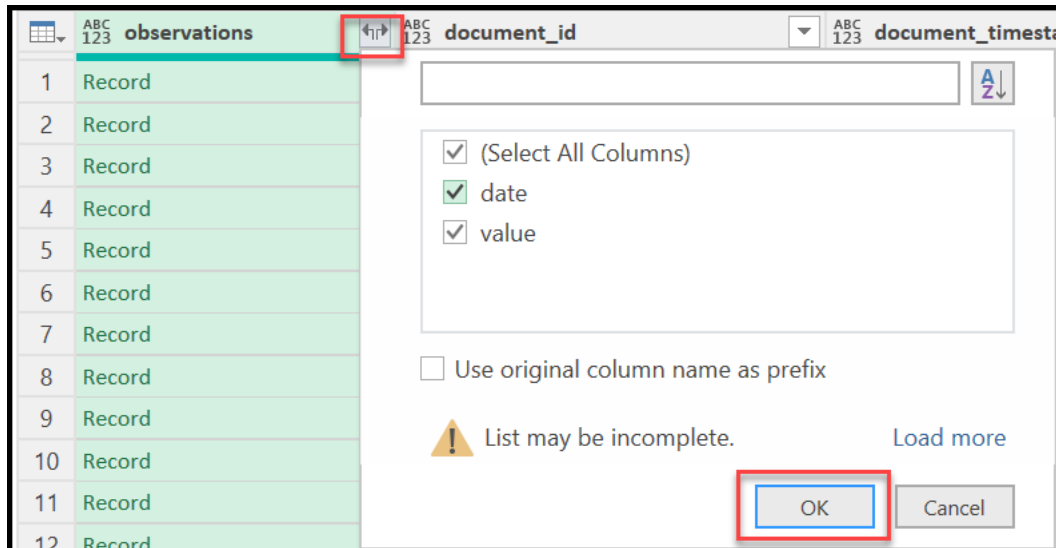 ABC 123 observations ABC 123 document_id ABC 123 document_timesta
1 Record
2 Record
3 Record
4 Record
5 Record
6 Record
7 Record
8 Record
9 Record
10 Record
11 Record
12 Record
A
Z
(Select All Columns)
date
value
Use original column name as prefix
List may be incomplete. Load more
OK Cancel